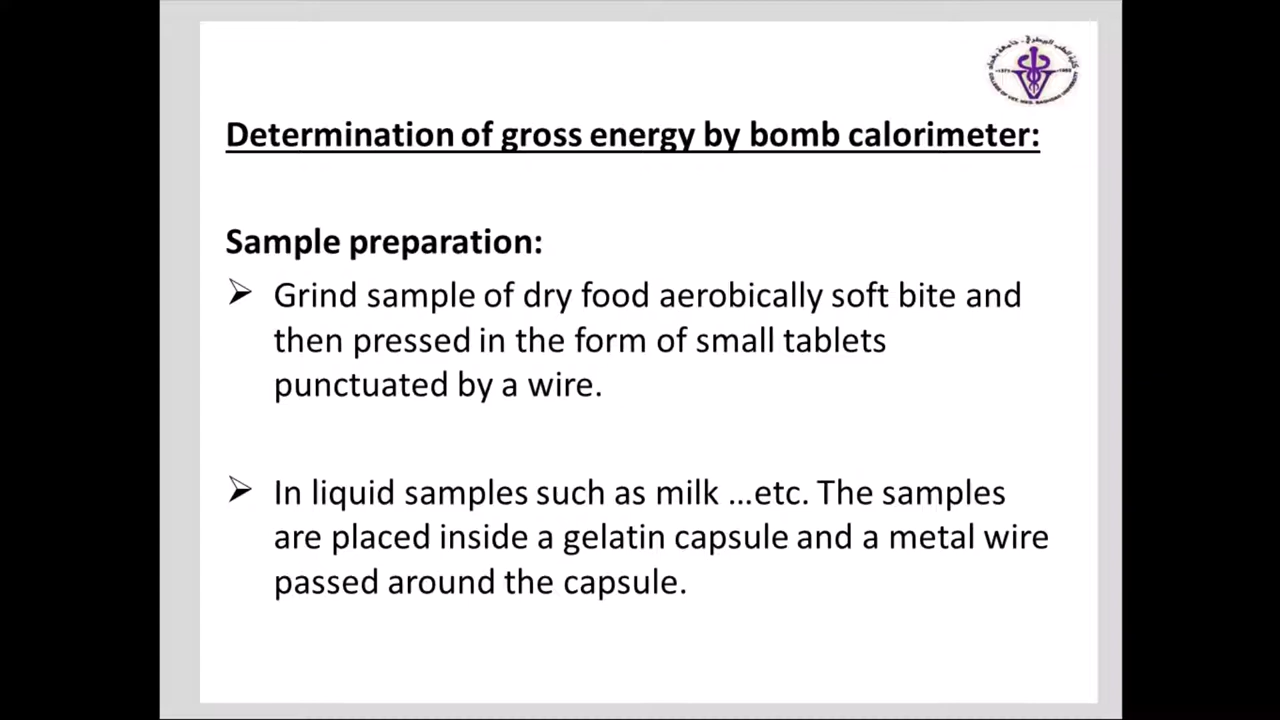 Determination of gross energy by bomb calorimeter:
Sample preparation:
➢ Grind sample of dry food aerobically soft bite and
then pressed in the form of small tablets
punctuated by a wire.
➢ In liquid samples such as milk ...etc. The samples
are placed inside a gelatin capsule and a metal wire
passed around the capsule.